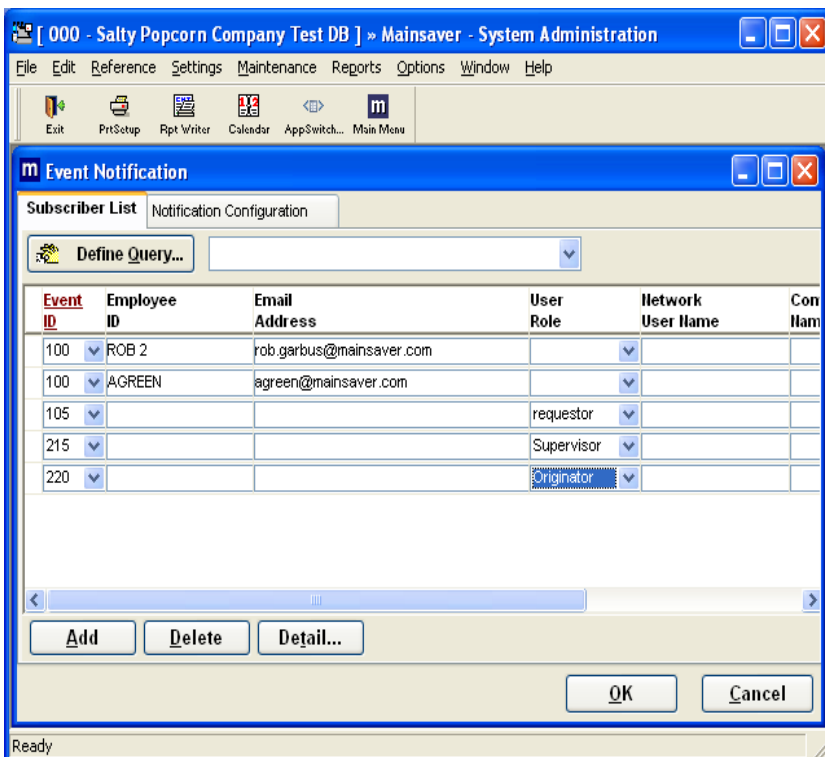 [ 000 - Salty Popcorn Company Test DB ] » Mainsaver - System Administration
File Edit Reference Settings Maintenance Reports Options Window Help
Exit PrtSetup Rpt Writer Calendar AppSwitch... Main Menu
m Event Notification
Subscriber List Notification Configuration
Define Query...
Event Employee Email User Network Con
ID ID Address Role User Name Nam
100 ROB 2 rob.garbus@mainsaver.com
100 AGREEN agreen@mainsaver.com
105 requestor
215 Supervisor
220 Originator
Add Delete Detail...
OK Cancel
Ready